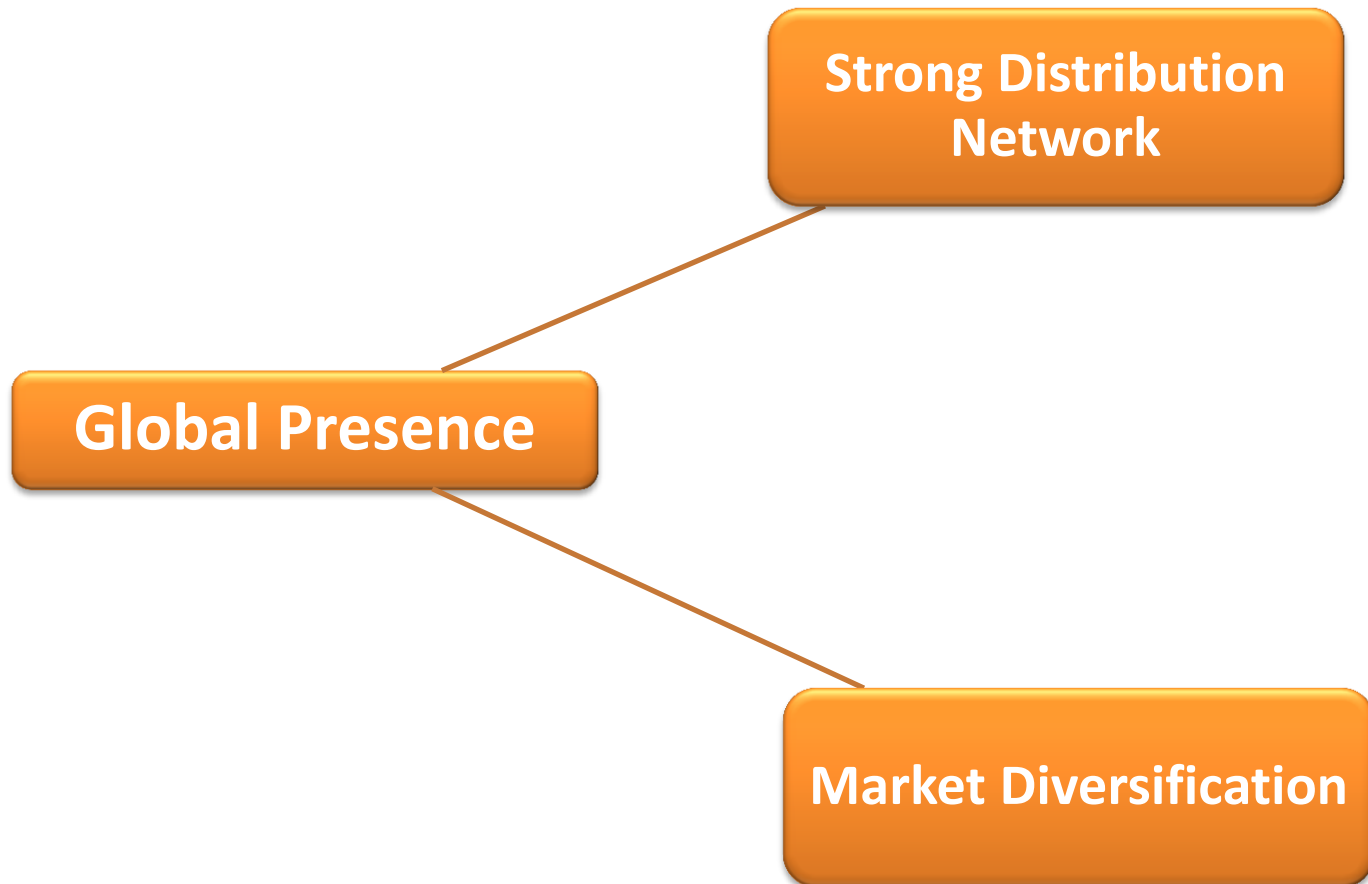 Strong Distribution
Network
Global Presence
Market Diversification